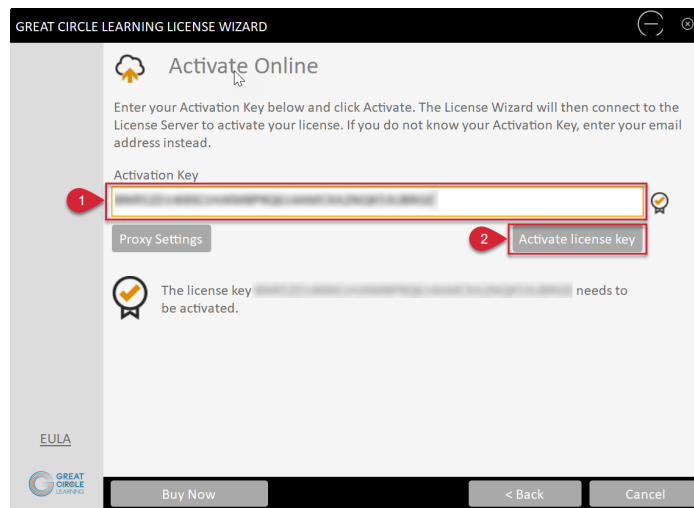 GREAT CIRCLE LEARNING LICENSE WIZARD
Activate Online
Enter your Activation Key below and click Activate. The License Wizard will then connect to the
License Server to activate your license. If you do not know your Activation Key, enter your email
address instead.
Activation Key
1
Proxy Settings
2
Activate license key
The license key
needs to
be activated.
EULA
GREAT
CIRCLE
LEARNING
Buy Now
< Back
Cancel